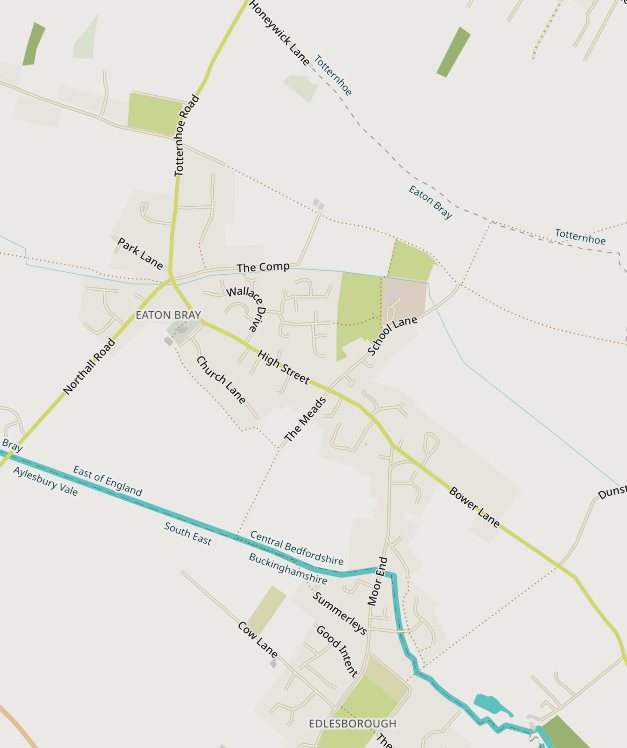 Honeywick Lane
Totternhoe
Totternhoe Road
Eaton Bray
Totternhoe
Park Lane
The Comp
Wallace Drive
EATON BRAY
School Lane
High Street
Northall Road
Church Lane
The Meads
Bray
East of England
Aylesbury Vale
Bower Lane
South East
Central Bedfordshire
Buckinghamshire
Moor End
Summerleys
Good Intent
Cow Lane
EDLESBOROUGH
The